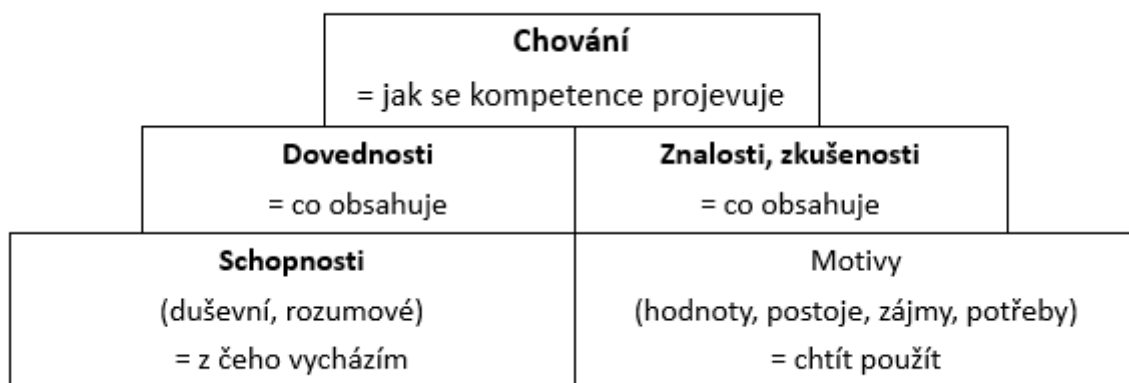 Chování
= jak se kompetence projevuje
Dovednosti
= co obsahuje
Znalosti, zkušenosti
= co obsahuje
Schopnosti
(duševní, rozumové)
= z čeho vycházím
Motivy
(hodnoty, postoje, zájmy, potřeby)
= chtít použít